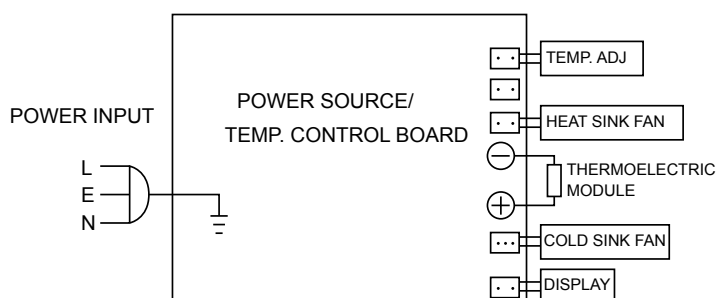 TEMP. ADJ
POWER SOURCE/
TEMP. CONTROL BOARD
POWER INPUT
HEAT SINK FAN
L
E
N
THERMOELECTRIC
MODULE
COLD SINK FAN
DISPLAY